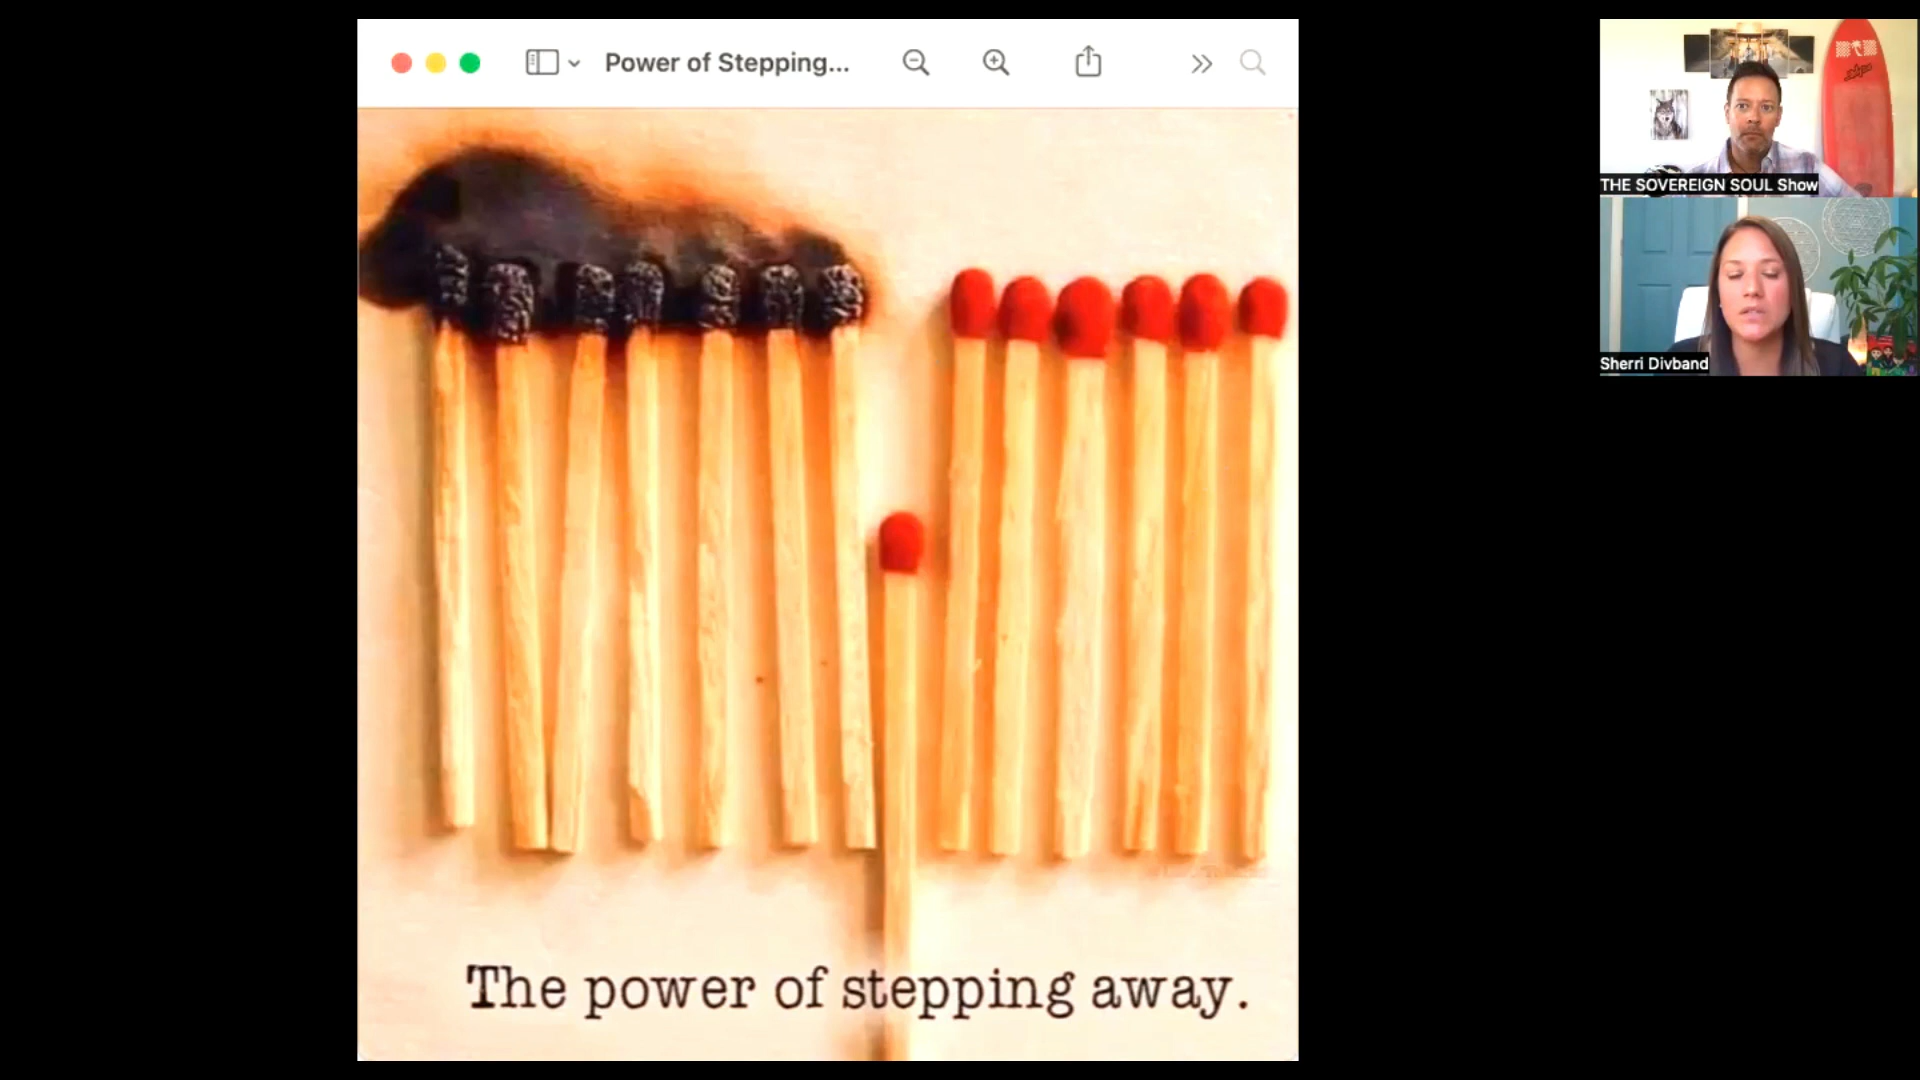 Power of Stepping...
THE SOVEREIGN SOUL Show
Sherri Divband
The power of stepping away.